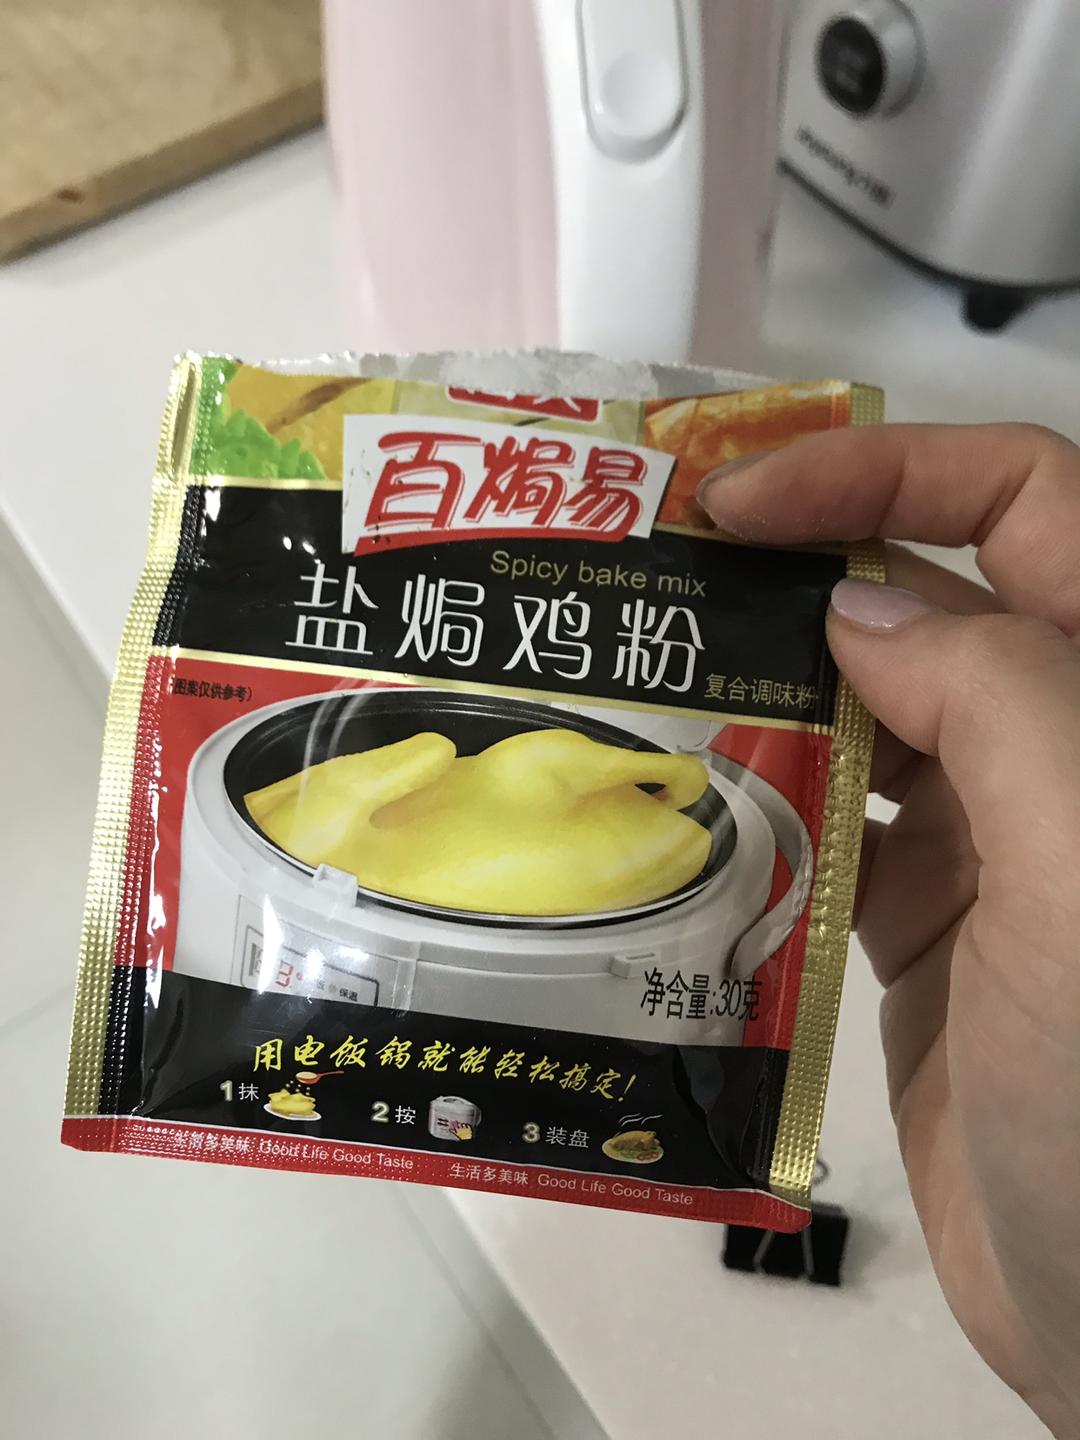 百焗易
Spicy bake mix
盐焗鸡粉
复合调味粉
(图案仅供参考)
保温
净含量:30克
用电饭锅就能轻松搞定!
1 抹
2 按
3 装盘
生活多美味 Good Life Good Taste
生活多美味 Good Life Good Taste